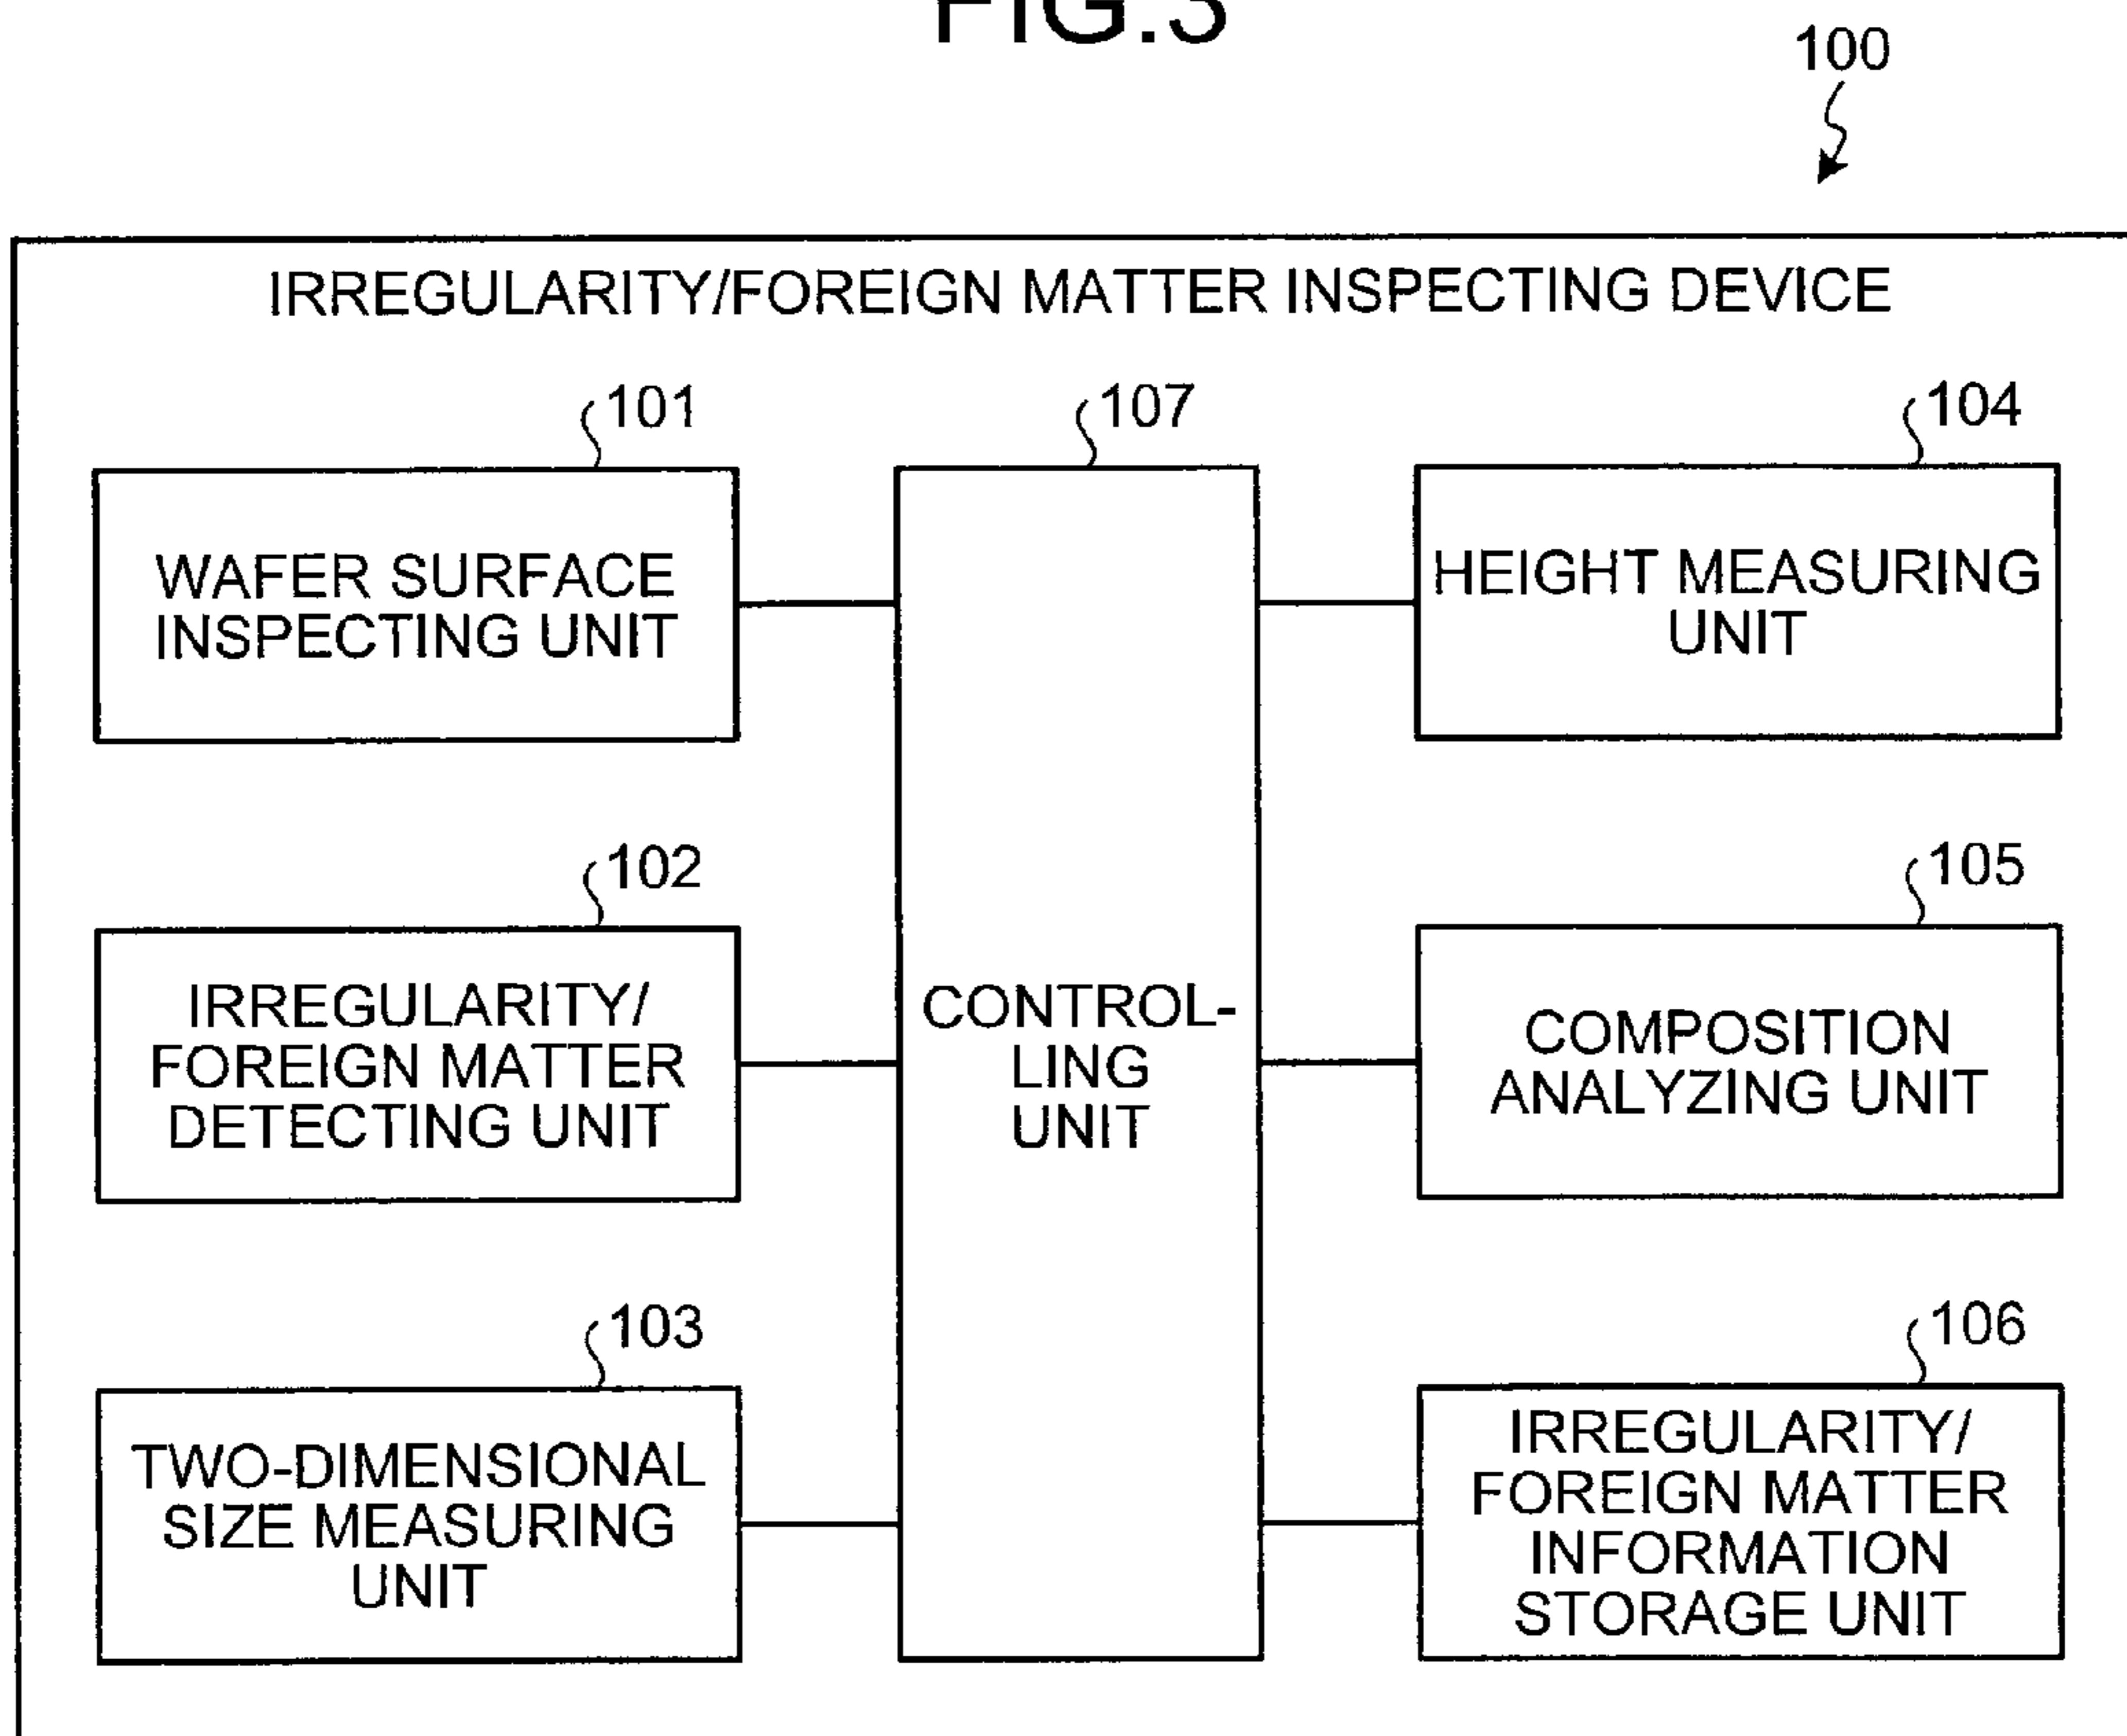 FIG.3
100
IRREGULARITY/FOREIGN MATTER INSPECTING DEVICE
101
WAFER SURFACE
INSPECTING UNIT
102
IRREGULARITY/
FOREIGN MATTER
DETECTING UNIT
103
TWO-DIMENSIONAL
SIZE MEASURING
UNIT
107
CONTROL-
LING
UNIT
104
HEIGHT MEASURING
UNIT
105
COMPOSITION
ANALYZING UNIT
106
IRREGULARITY/
FOREIGN MATTER
INFORMATION
STORAGE UNIT